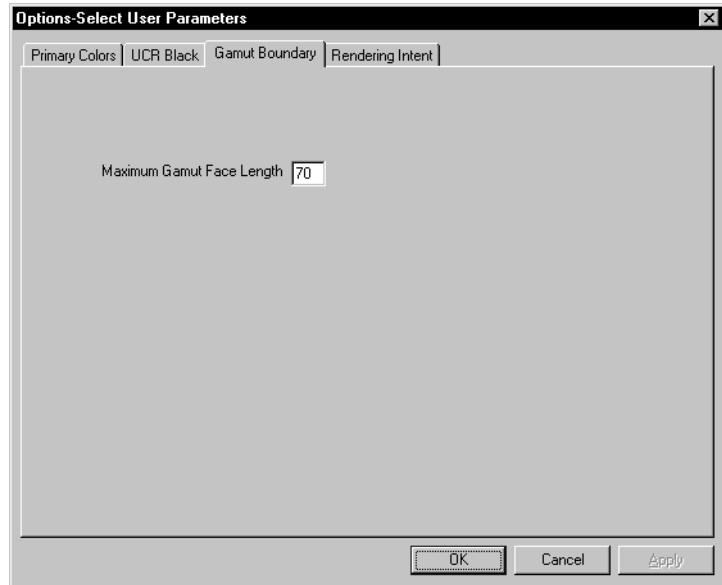 Options-Select User Parameters
Primary Colors UCR Black Gamut Boundary Rendering Intent
Maximum Gamut Face Length 70
OK Cancel Apply